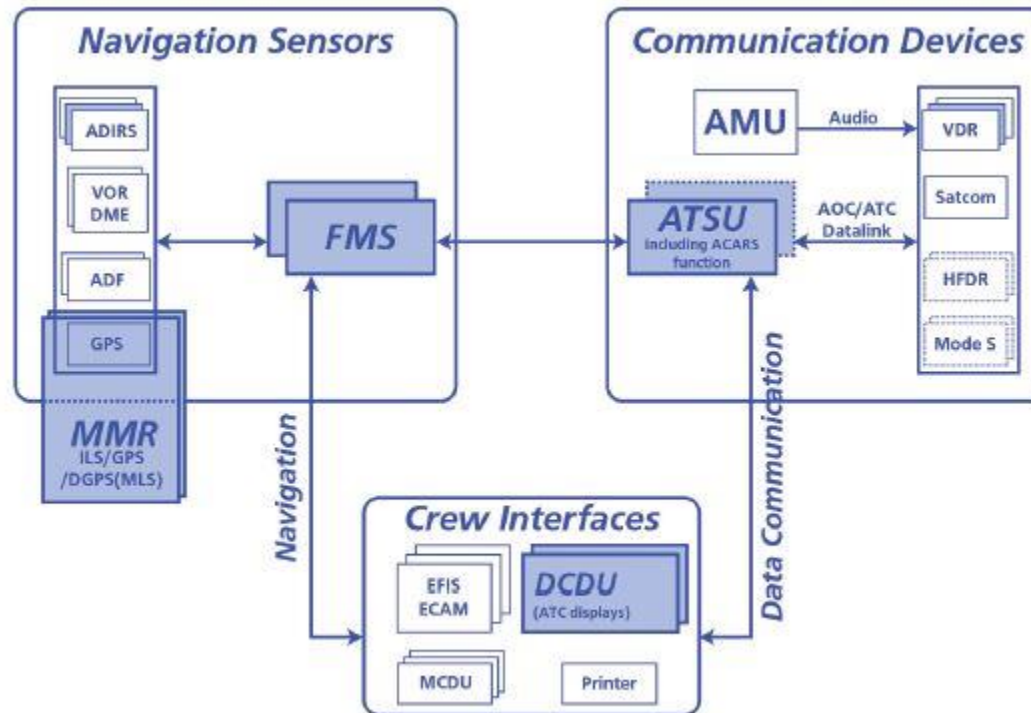 Navigation Sensors
ADIRS
VOR
DME
ADF
GPS
MMR
ILS/GPS
/DGPS(MLS)
FMS
Communication Devices
AMU
Audio
VDR
Satcom
HFDR
Mode S
ATSU
including ACARS
function
AOC/ATC
Datalink
Navigation
Data Communication
Crew Interfaces
EFIS
ECAM
DCDU
(ATC displays)
MCDU
Printer